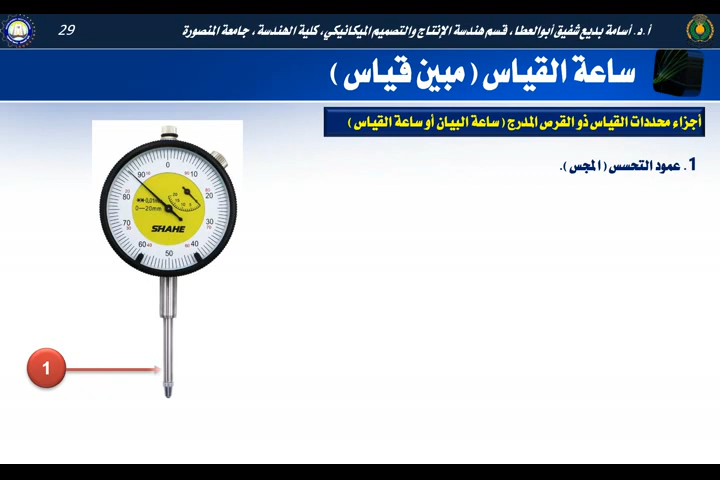 أ.د. أسامة بديع شفيق أبوالعطا ، قسم هندسة الإنتاج والتصميم الميكانيكي، كلية الهندسة ، جامعة المنصورة
29
ساعة القياس ( مبين قياس )
أجزاء محددات القياس ذو القرص المدرج ( ساعة البيان أو ساعة القياس )
1. عمود التحسس ( المجس ).
0
90 10
80 20
0.01mm
0-20mm
SHAHE
70 30
60 40
50
1